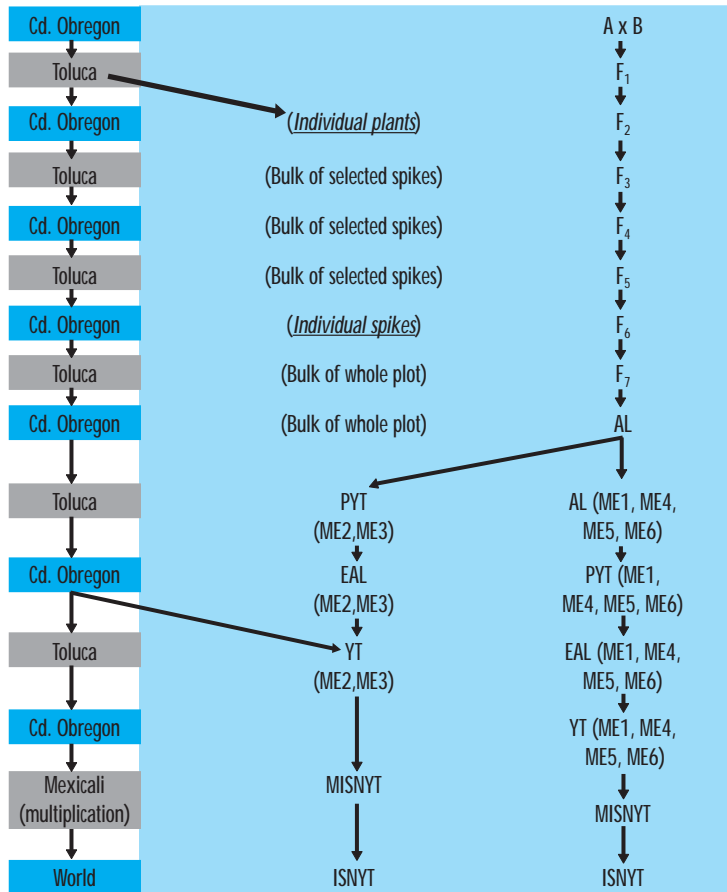 Cd. Obregon
A x B
Toluca
F1
Cd. Obregon
(Individual plants)
F2
Toluca
(Bulk of selected spikes)
F3
Cd. Obregon
(Bulk of selected spikes)
F4
Toluca
(Bulk of selected spikes)
F5
Cd. Obregon
(Individual spikes)
F6
Toluca
(Bulk of whole plot)
F7
Cd. Obregon
(Bulk of whole plot)
AL
Toluca
PYT
(ME2,ME3)
AL (ME1, ME4,
ME5, ME6)
Cd. Obregon
EAL
(ME2,ME3)
PYT (ME1,
ME4, ME5, ME6)
Toluca
YT
(ME2,ME3)
EAL (ME1, ME4,
ME5, ME6)
Cd. Obregon
YT (ME1, ME4,
ME5, ME6)
Mexicali
(multiplication)
MISNYT
MISNYT
World
ISNYT
ISNYT